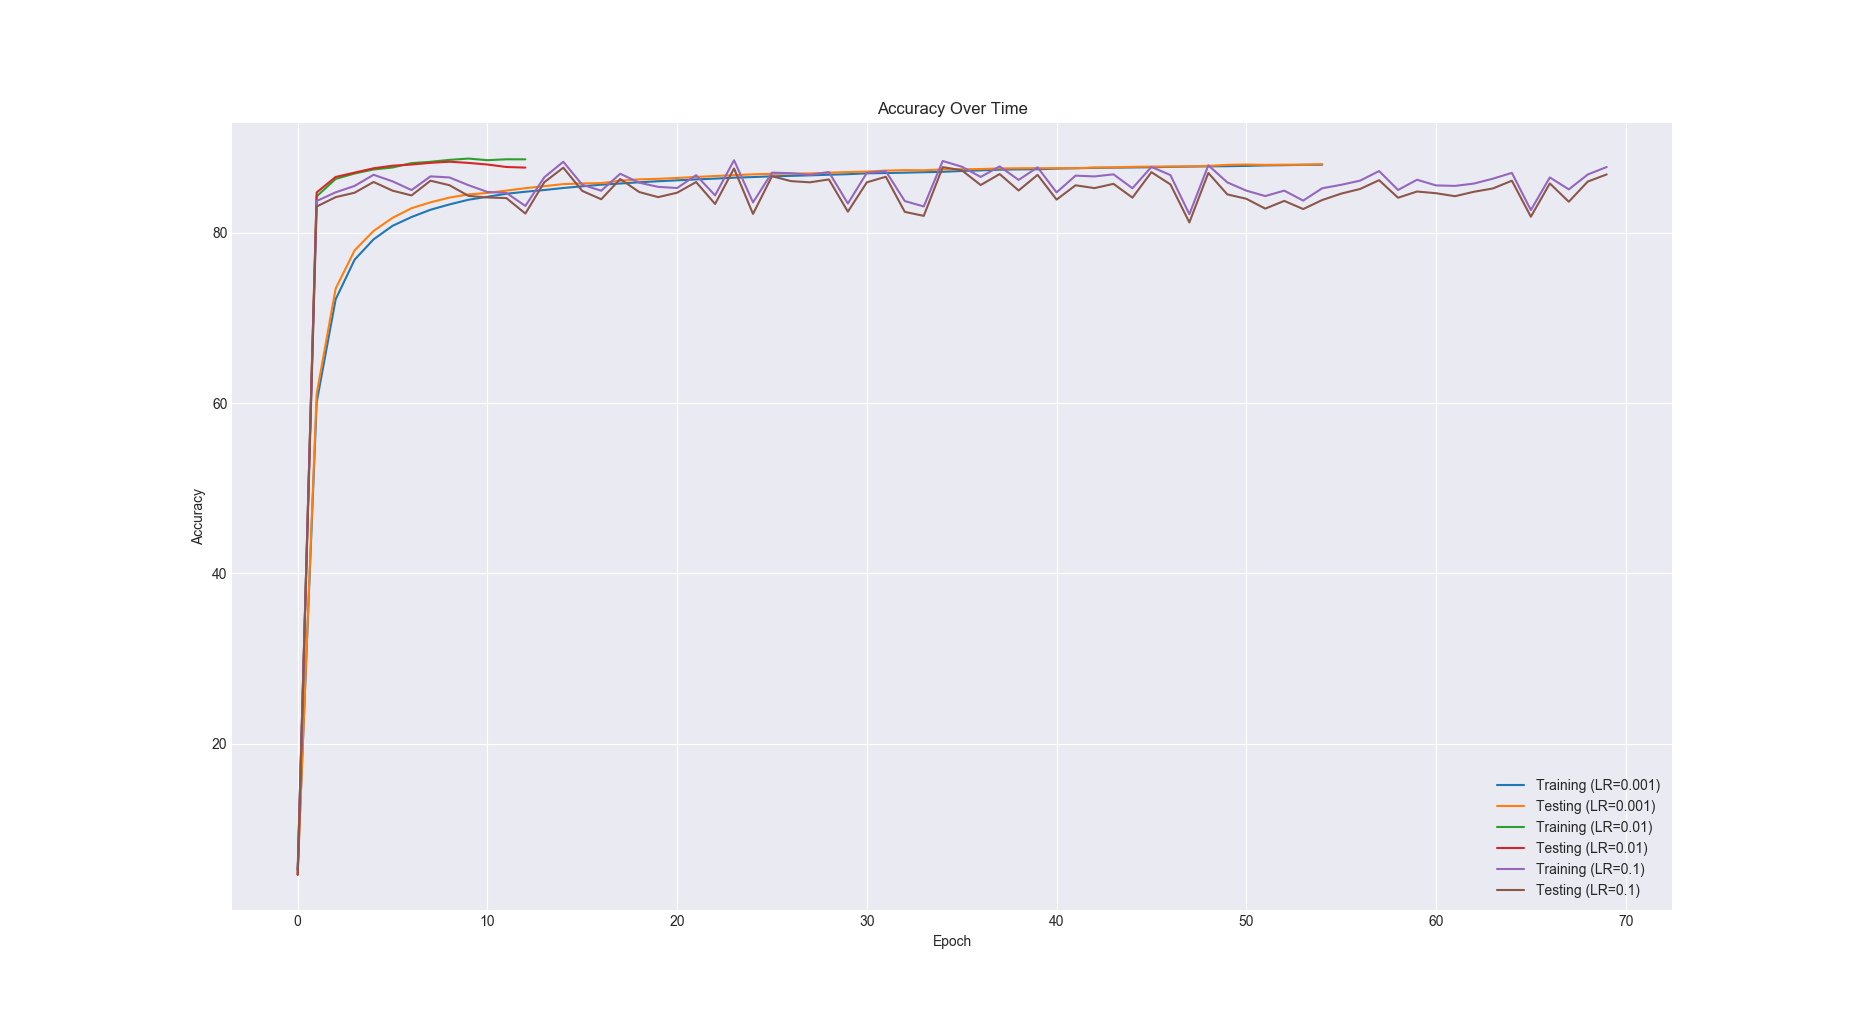 Accuracy Over Time
Accuracy
80
60
40
20
0 10 20 30 40 50 60 70
Epoch
Training (LR=0.001)
Testing (LR=0.001)
Training (LR=0.01)
Testing (LR=0.01)
Training (LR=0.1)
Testing (LR=0.1)